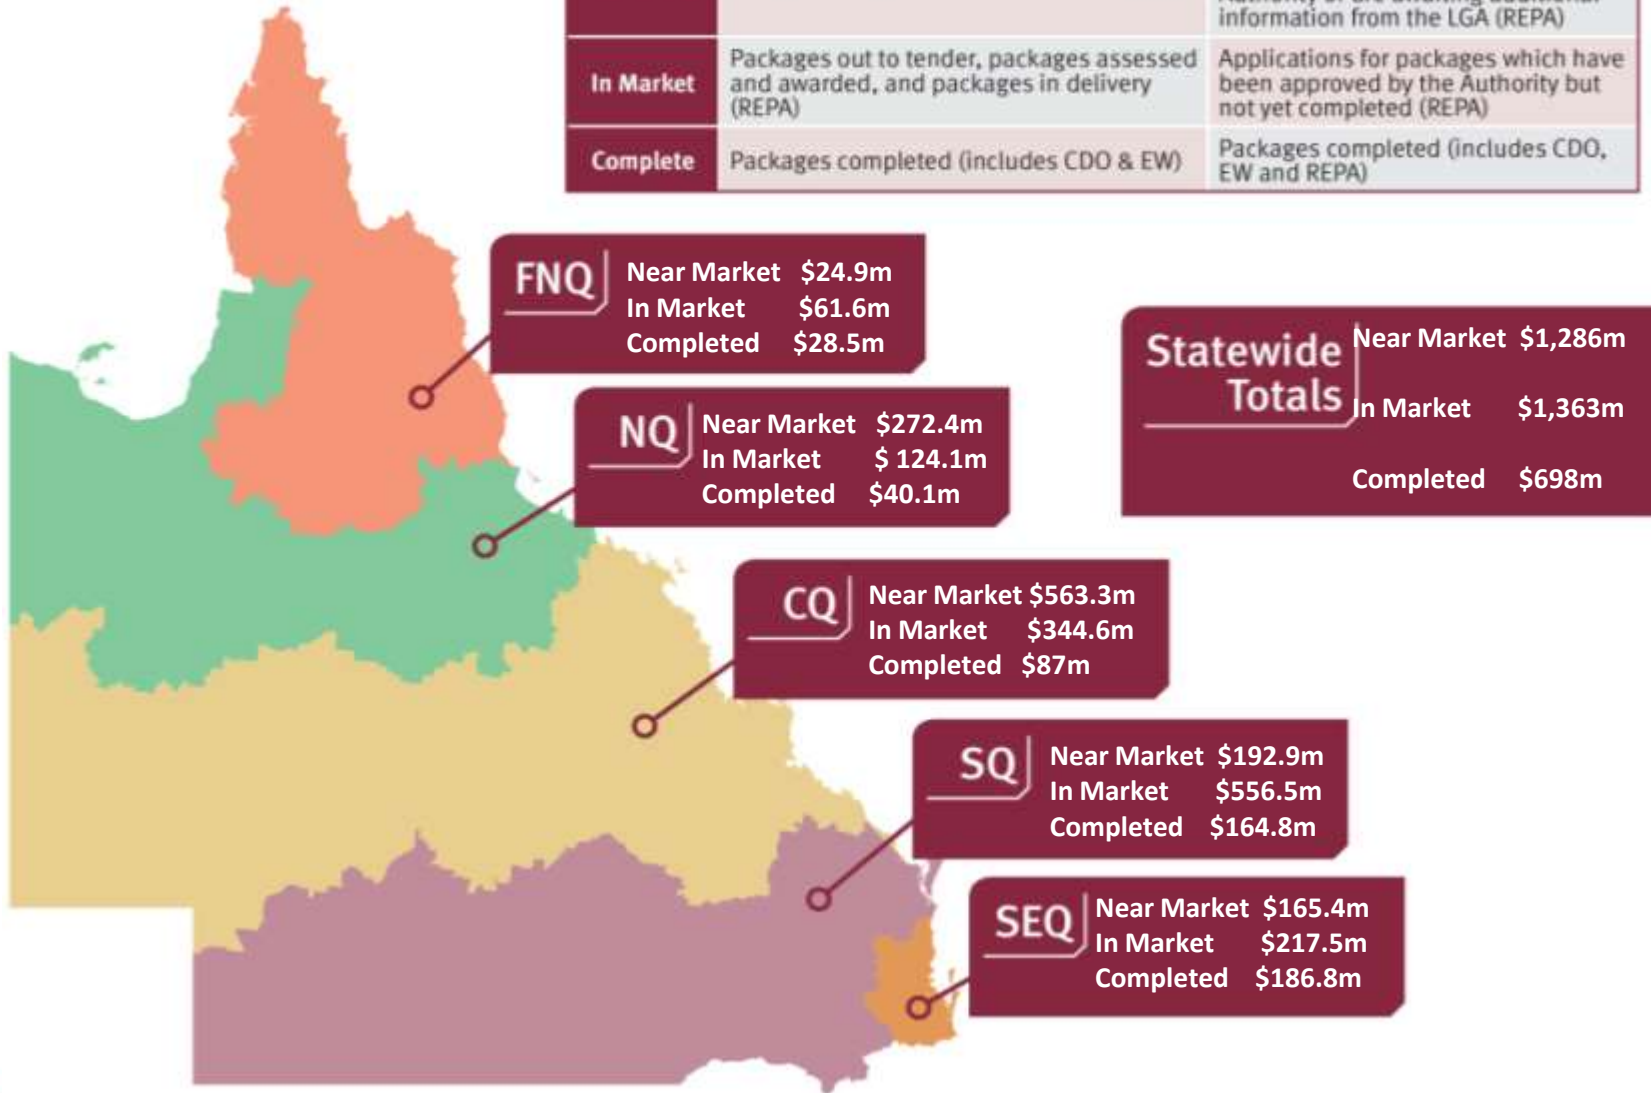 information from the LGA (REPA)
In Market
Packages out to tender, packages assessed
and awarded, and packages in delivery
(REPA)
Applications for packages which have
been approved by the Authority but
not yet completed (REPA)
Complete
Packages completed (includes CDO & EW)
Packages completed (includes CDO,
EW and REPA)
FNQ
Near Market $24.9m
In Market $61.6m
Completed $28.5m
Statewide
Totals
Near Market $1,286m
In Market $1,363m
Completed $698m
NQ
Near Market $272.4m
In Market $ 124.1m
Completed $40.1m
CQ
Near Market $563.3m
In Market $344.6m
Completed $87m
SQ
Near Market $192.9m
In Market $556.5m
Completed $164.8m
SEQ
Near Market $165.4m
In Market $217.5m
Completed $186.8m